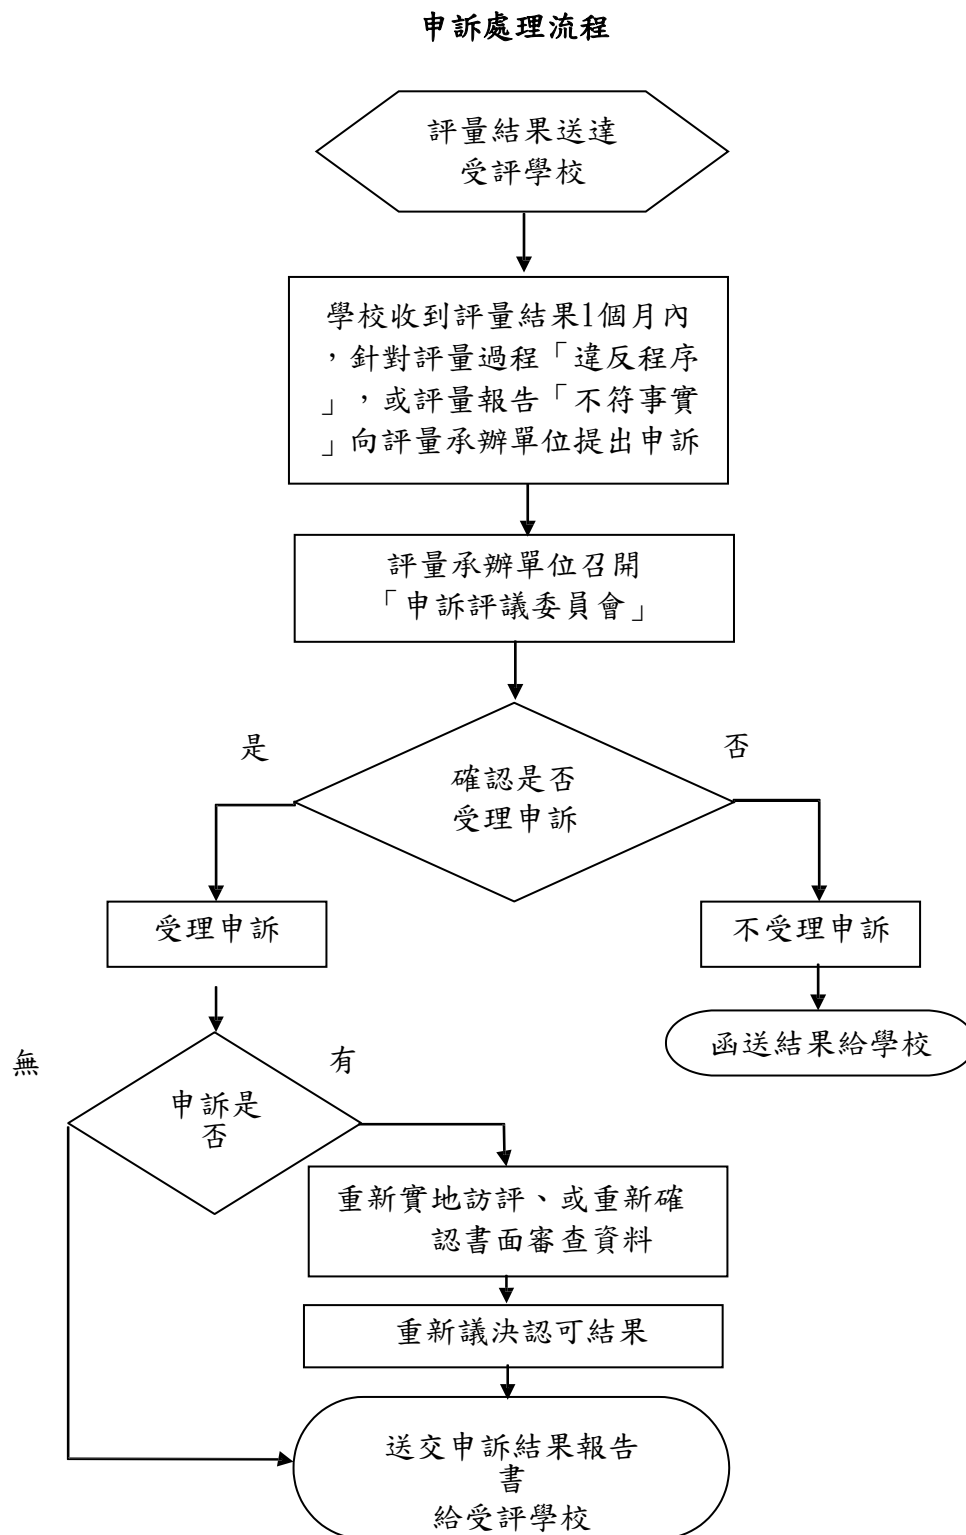 申訴處理流程
評量結果送達
受評學校
學校收到評量結果1個月內
，針對評量過程「違反程序
」，或評量報告「不符事實
」向評量承辦單位提出申訴
評量承辦單位召開
「申訴評議委員會」
是
否
確認是否
受理申訴
受理申訴
不受理申訴
函送結果給學校
無
有
申訴是
否
重新實地訪評、或重新確
認書面審查資料
重新議決認可結果
送交申訴結果報告
書
給受評學校